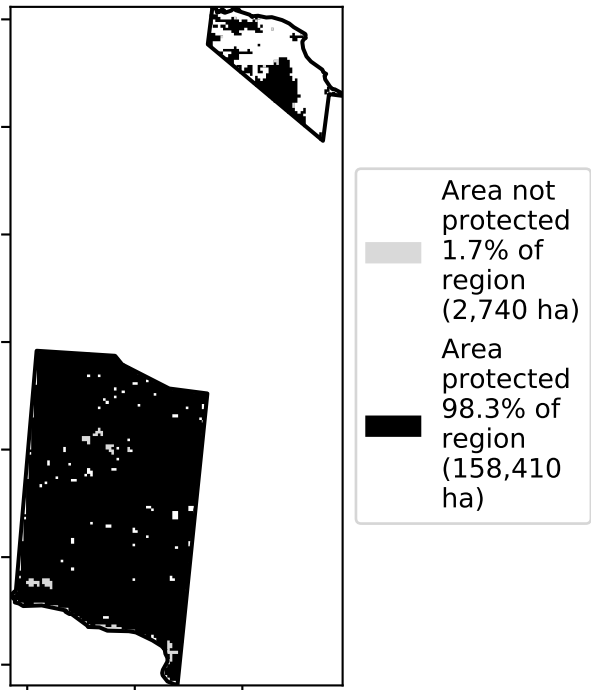 Area not
protected
1.7% of
region
(2,740 ha)
Area
protected
98.3% of
region
(158,410
ha)